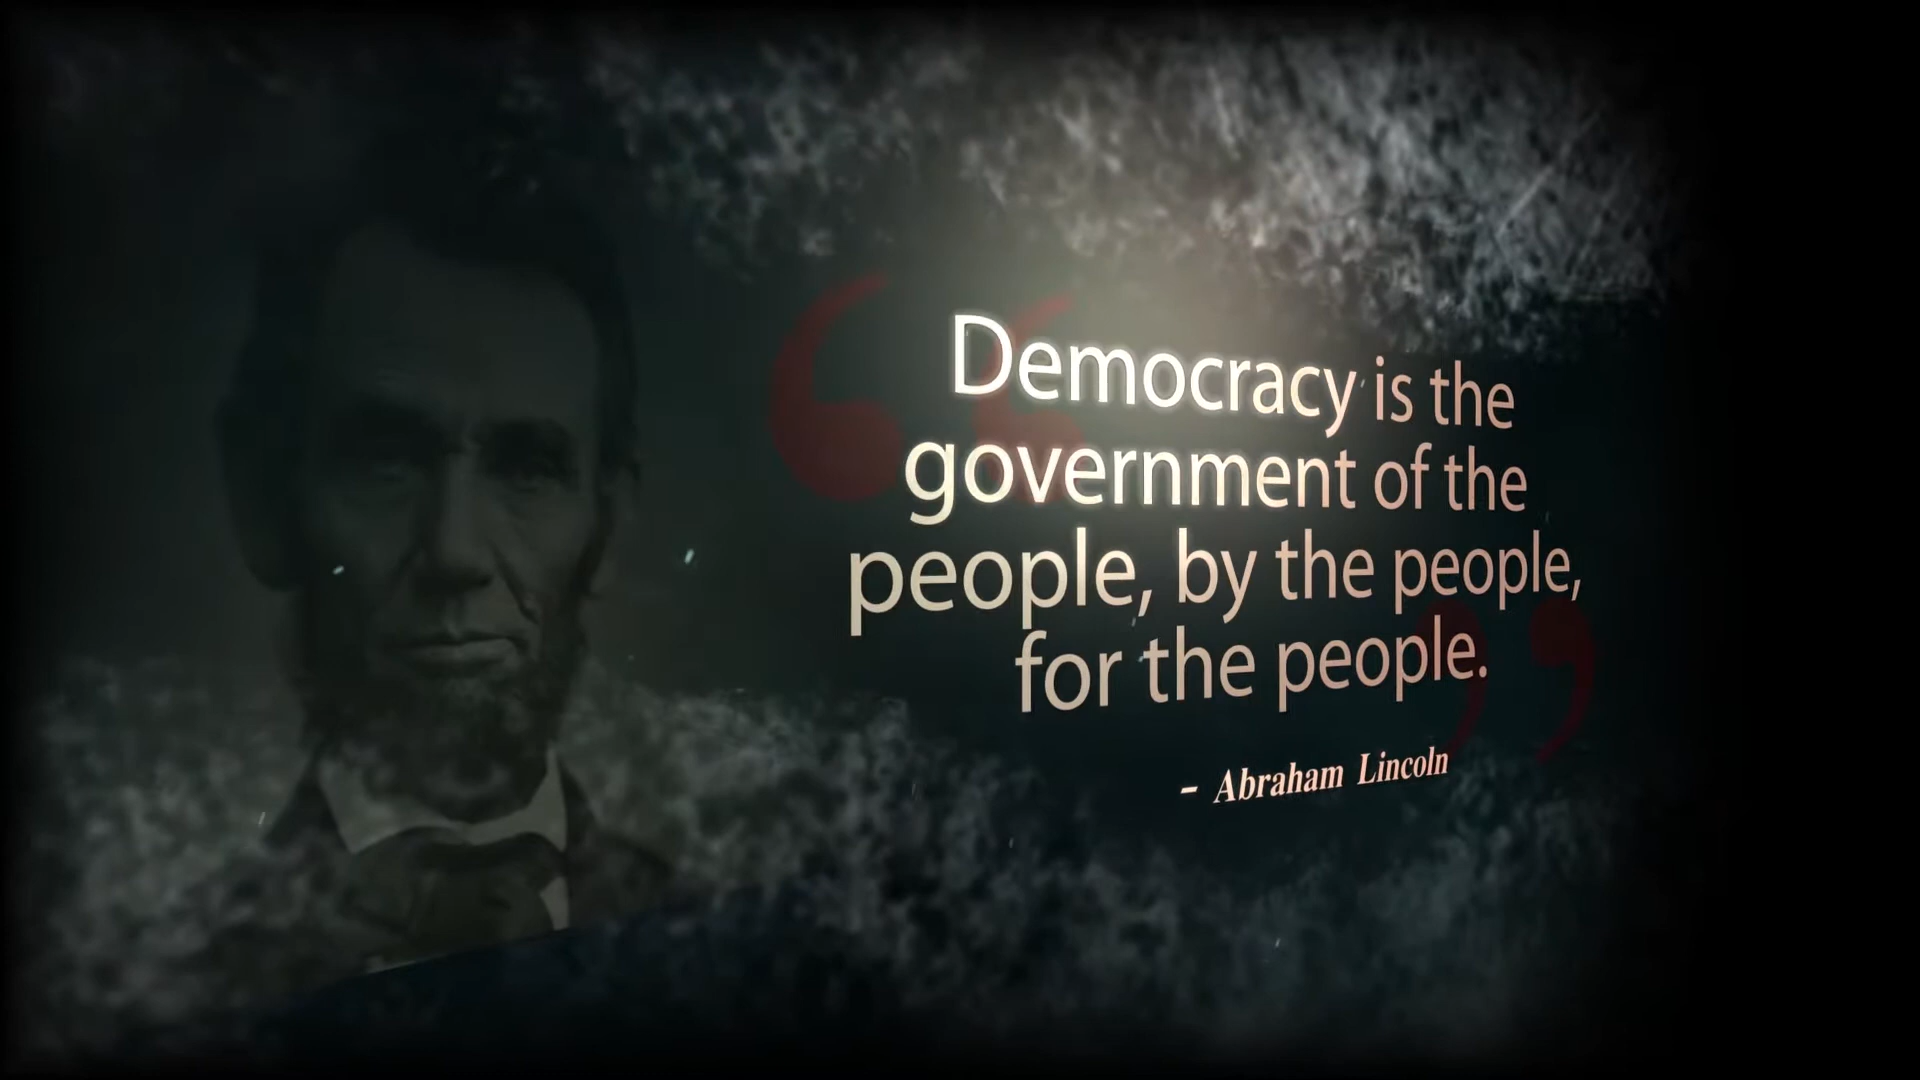 Democracy is the
government of the
people, by the people,
for the people.
- Abraham Lincoln